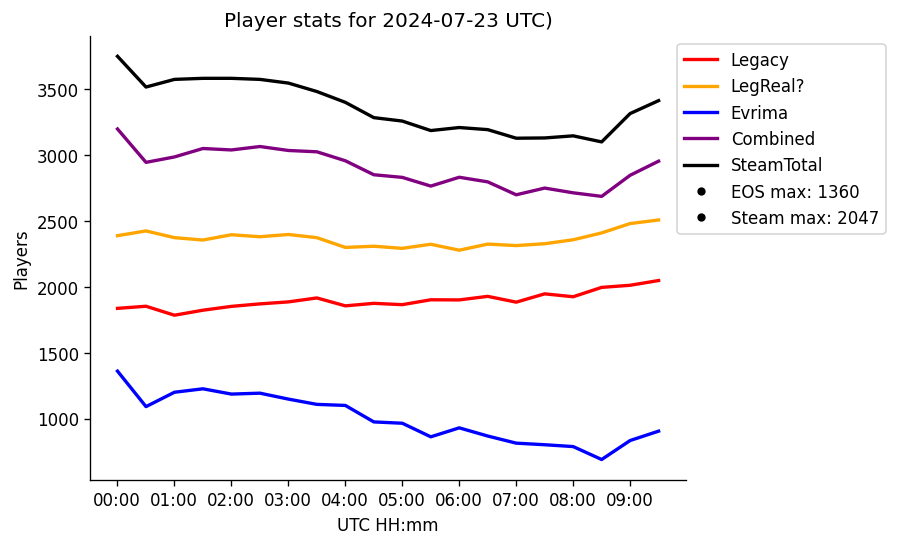 Player stats for 2024-07-23 UTC)
Legacy
LegReal?
Evrima
Combined
SteamTotal
EOS max: 1360
Steam max: 2047
Players
3500
3000
2500
2000
1500
1000
00:00 01:00 02:00 03:00 04:00 05:00 06:00 07:00 08:00 09:00
UTC HH:mm